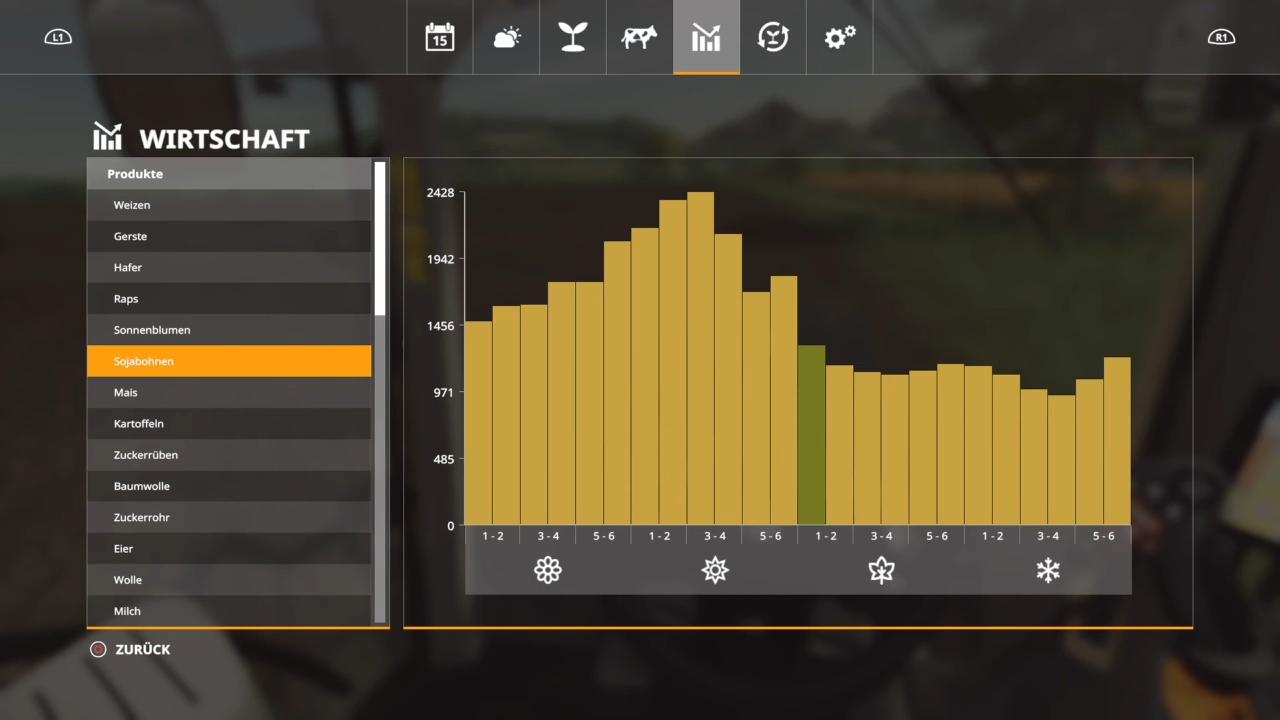 L1
15
R1
WIRTSCHAFT
Produkte
Weizen
Gerste
Hafer
Raps
Sonnenblumen
Sojabohnen
Mais
Kartoffeln
Zuckerrüben
Baumwolle
Zuckerrohr
Eier
Wolle
Milch
2428
1942
1456
971
485
0
1 - 2 3 - 4 5 - 6 1 - 2 3 - 4 5 - 6 1 - 2 3 - 4 5 - 6 1 - 2 3 - 4 5 - 6
ZURÜCK